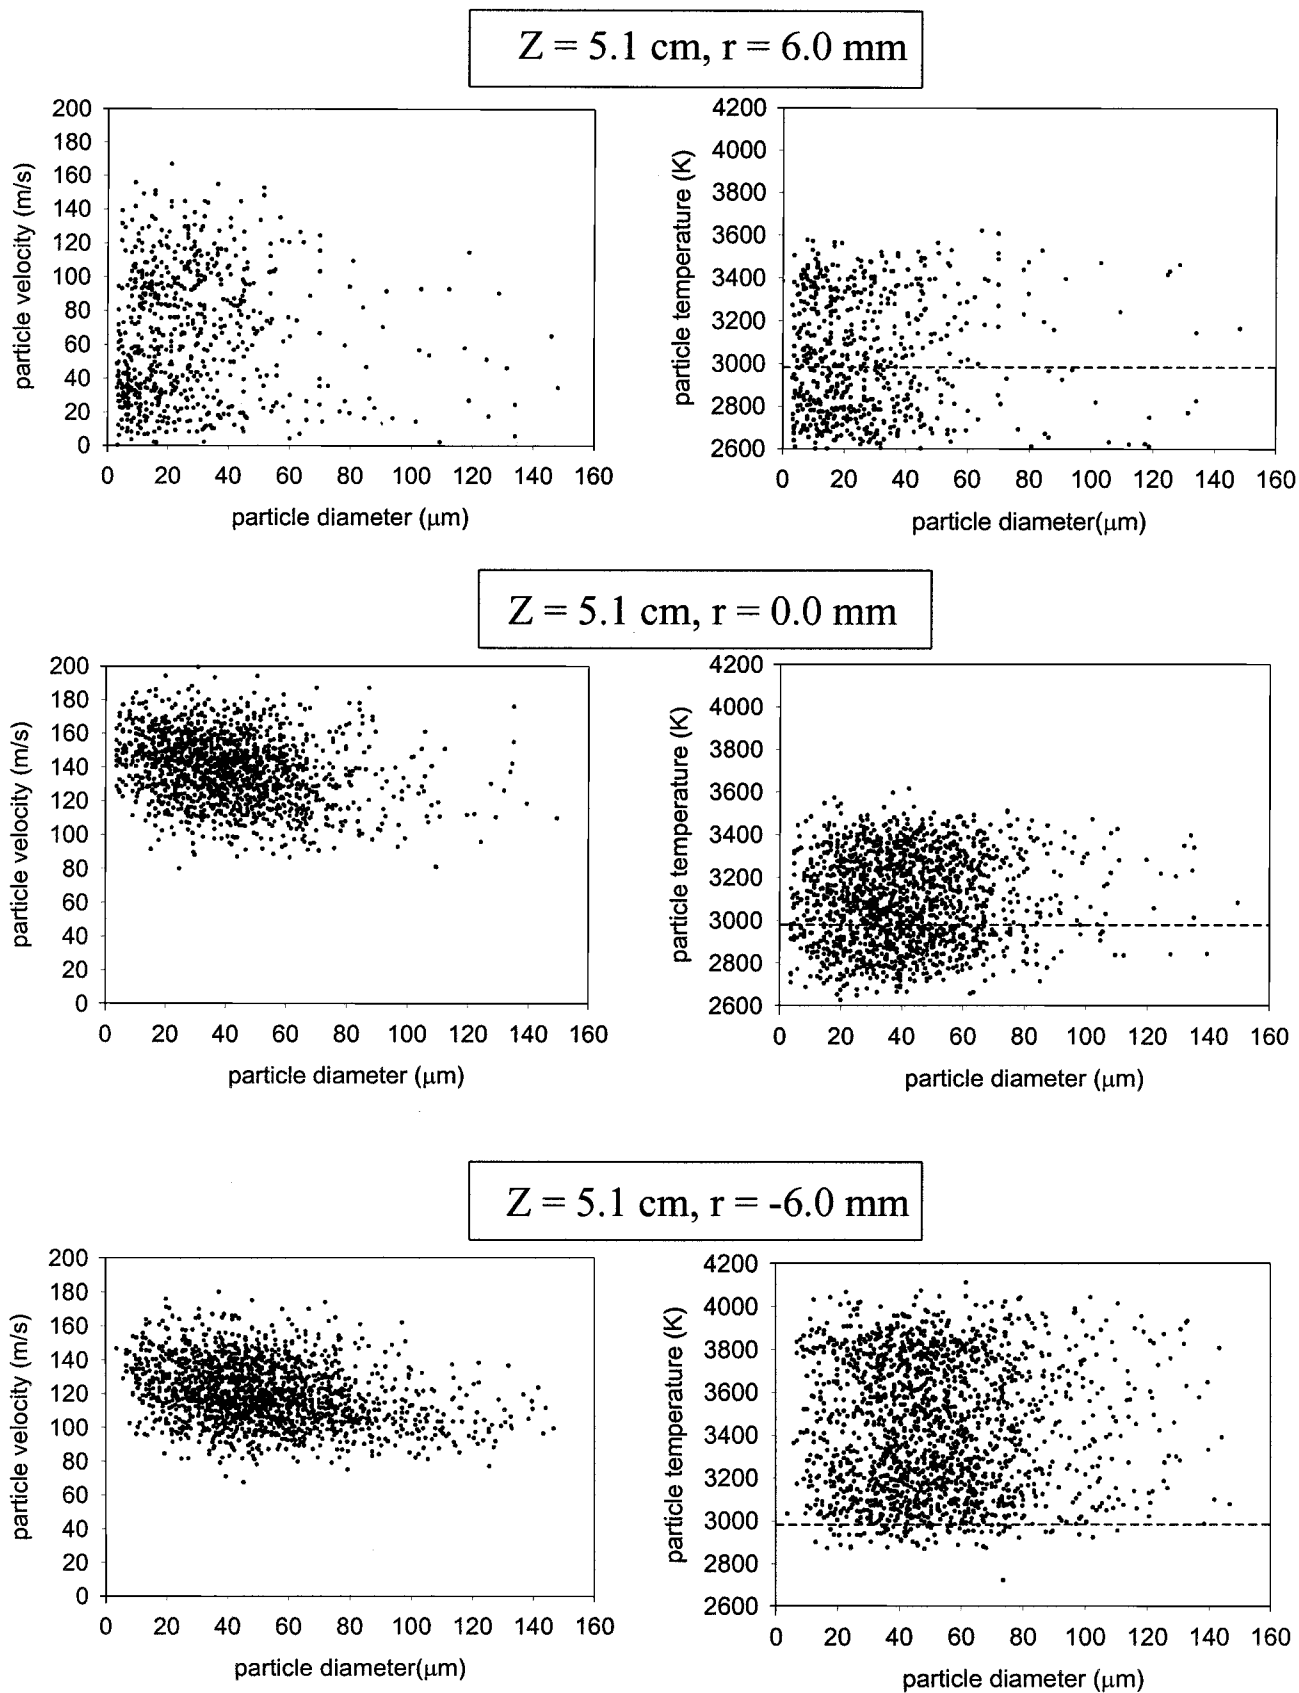 Z = 5.1 cm, r = 6.0 mm
200
180
160
140
120
100
80
60
40
20
0
particle velocity (m/s)
0 20 40 60 80 100 120 140 160
particle diameter (μm)
4200
4000
3800
3600
3400
3200
3000
2800
2600
particle temperature (K)
0 20 40 60 80 100 120 140 160
particle diameter(μm)
Z = 5.1 cm, r = 0.0 mm
200
180
160
140
120
100
80
60
40
20
0
particle velocity (m/s)
0 20 40 60 80 100 120 140 160
particle diameter (μm)
4200
4000
3800
3600
3400
3200
3000
2800
2600
particle temperature (K)
0 20 40 60 80 100 120 140 160
particle diameter (μm)
Z = 5.1 cm, r = -6.0 mm
200
180
160
140
120
100
80
60
40
20
0
particle velocity (m/s)
0 20 40 60 80 100 120 140 160
particle diameter(μm)
4200
4000
3800
3600
3400
3200
3000
2800
2600
particle temperature (K)
0 20 40 60 80 100 120 140 160
particle diameter (μm)